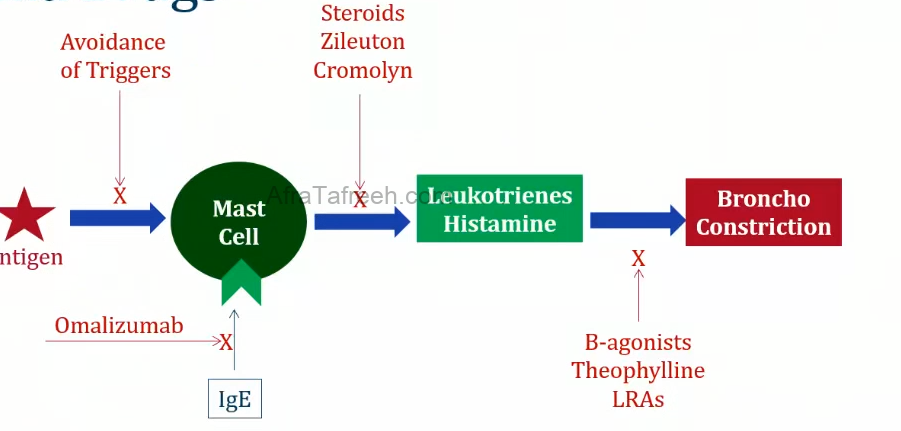 Steroids
Zileuton
Cromolyn
Avoidance
of Triggers
X
X
AfraTafreeh.com
Mast
Cell
Leukotrienes
Histamine
Broncho
Constriction
ntigen
X
Omalizumab
X
B-agonists
Theophylline
LRAs
IgE